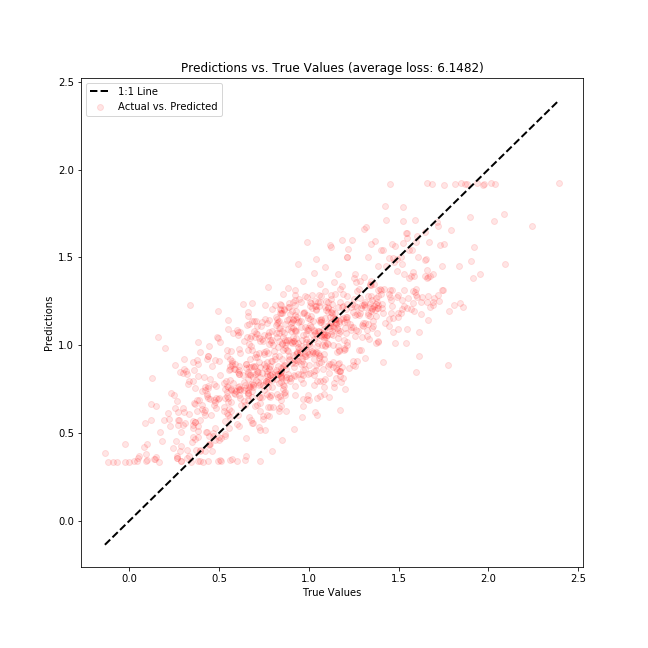 Predictions vs. True Values (average loss: 6.1482)
2.5
1:1 Line
Actual vs. Predicted
2.0
1.5
1.0
0.5
0.0
Predictions
0.0 0.5 1.0 1.5 2.0 2.5
True Values